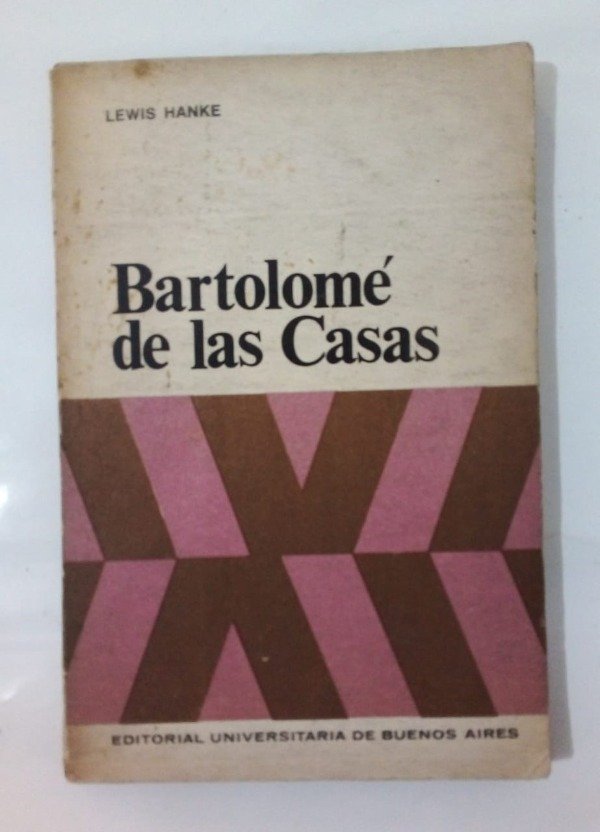 LEWIS HANKE
Bartolomé
de las Casas
EDITORIAL UNIVERSITARIA DE BUENOS AIRES